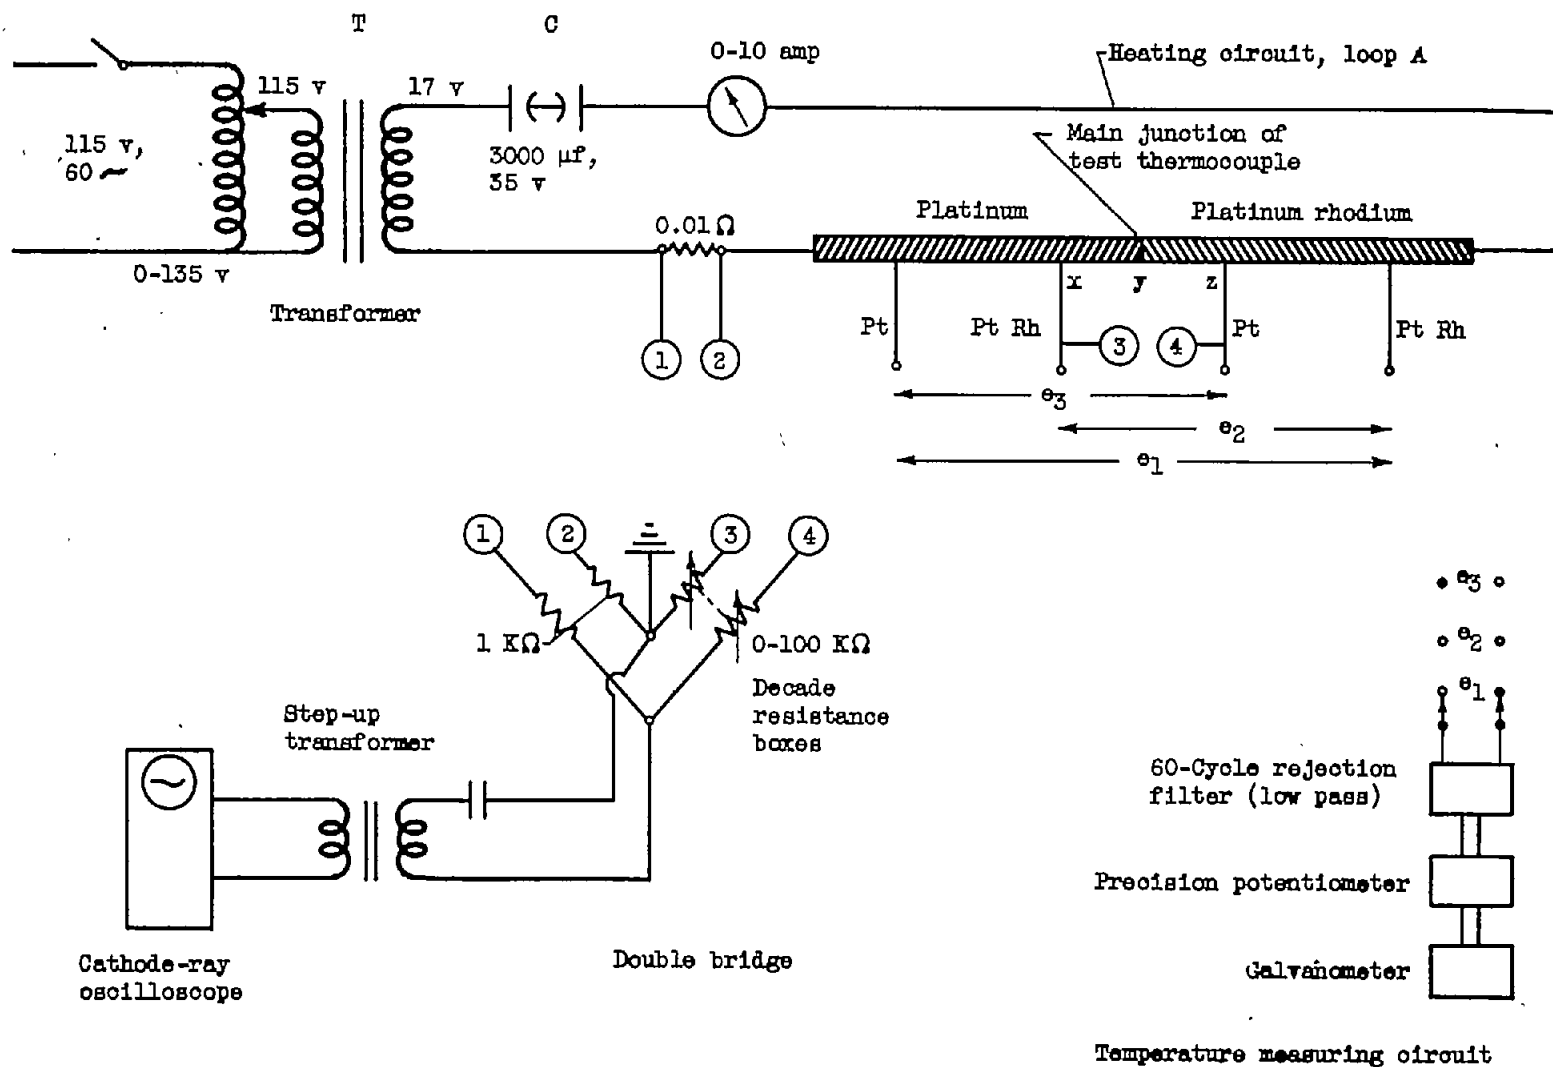 T
C
0-10 amp
Heating circuit, loop A
115 v
17 v
115 v,
60 ~
3000 μf,
35 v
Main junction of
test thermocouple
0-135 v
Transformer
0.01 Ω
Platinum
Platinum rhodium
x
y
z
Pt
Pt Rh
3
4
Pt
Pt Rh
1
2
e3
e2
e1
1
2
3
4
1 KΩ
0-100 KΩ
Decade
resistance
boxes
Step-up
transformer
Cathode-ray
oscilloscope
Double bridge
e3
e2
e1
60-Cycle rejection
filter (low pass)
Precision potentiometer
Galvanometer
Temperature measuring circuit